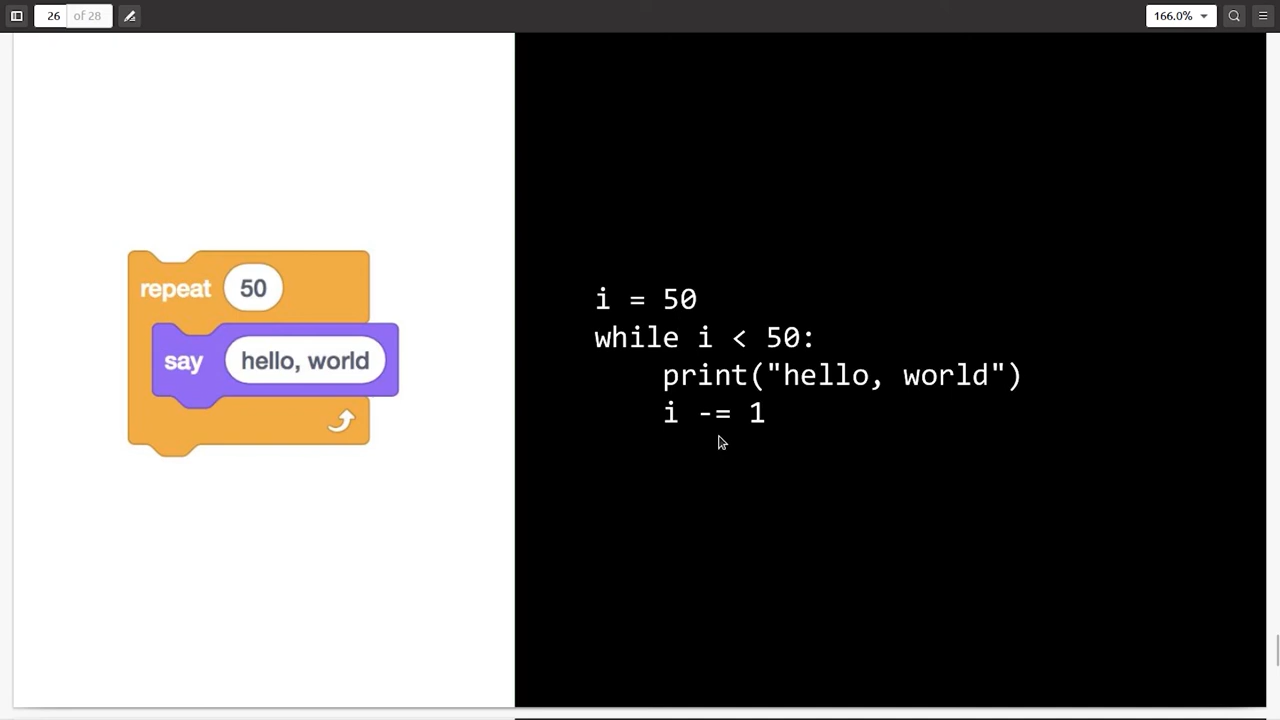 26 of 28
166.0%
repeat 50
say hello, world
i = 50
while i < 50:
    print("hello, world")
    i -= 1